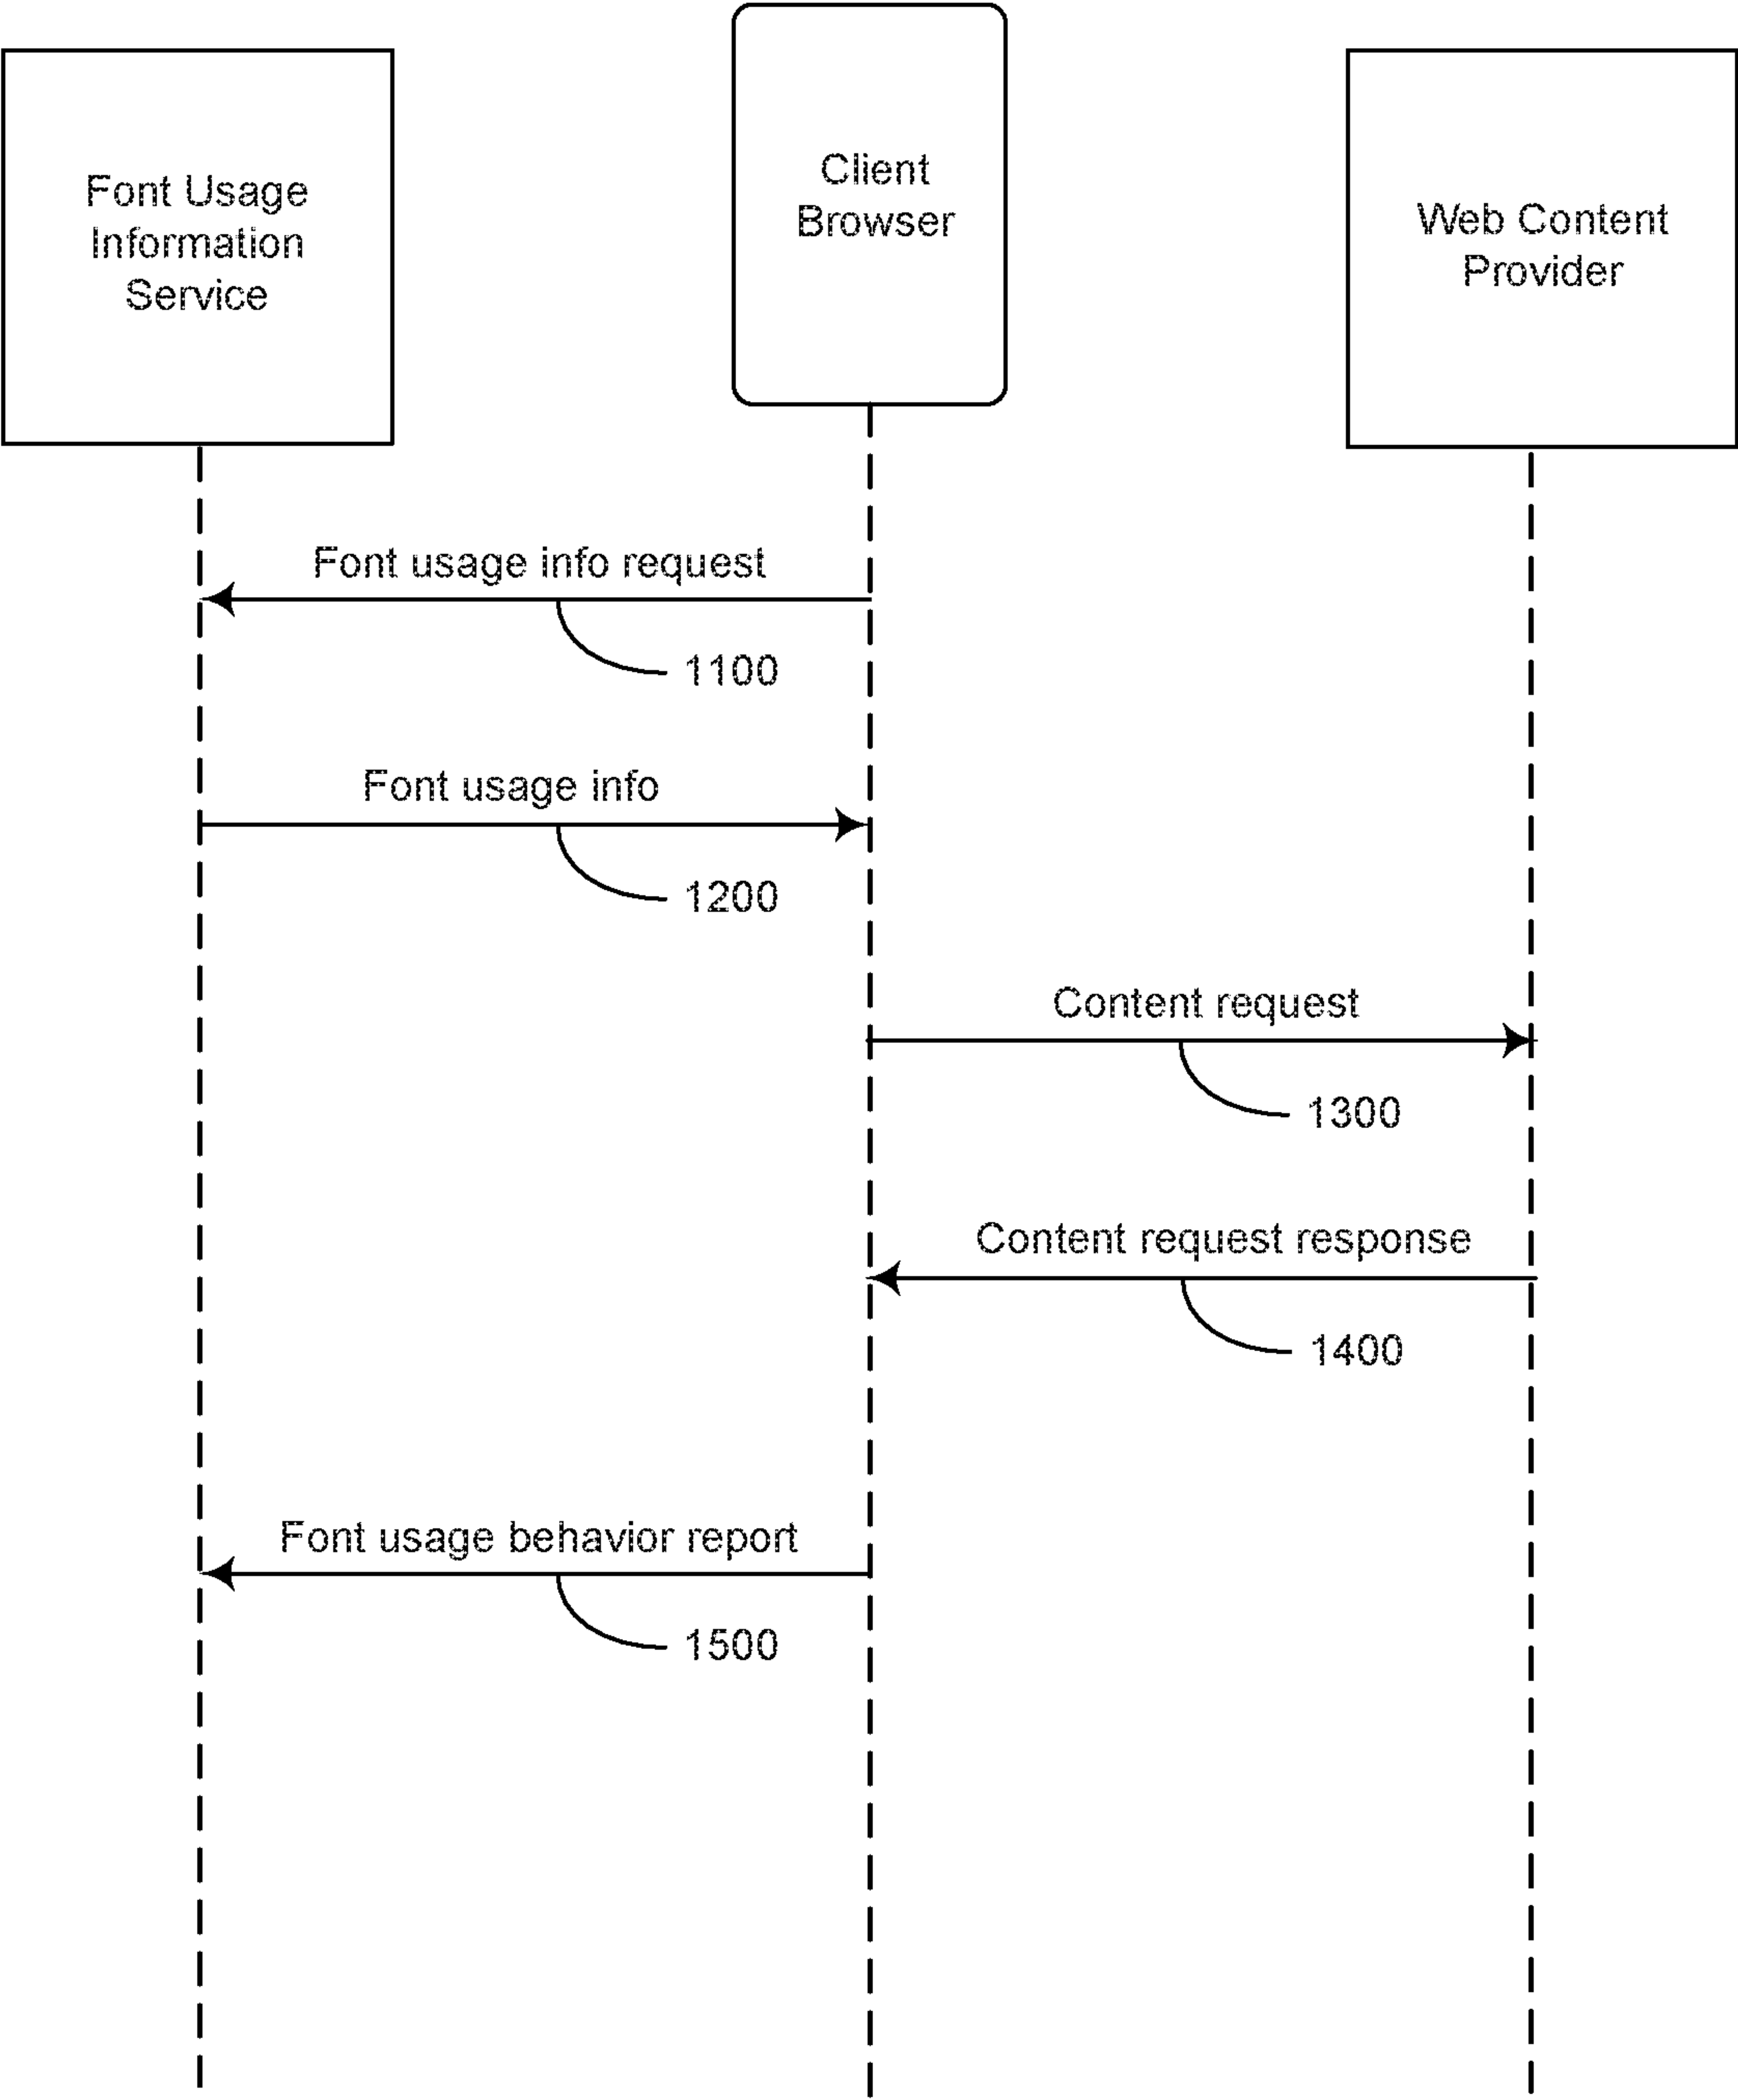 Font Usage
Information
Service
Client
Browser
Web Content
Provider
Font usage info request
1100
Font usage info
1200
Content request
1300
Content request response
1400
Font usage behavior report
1500